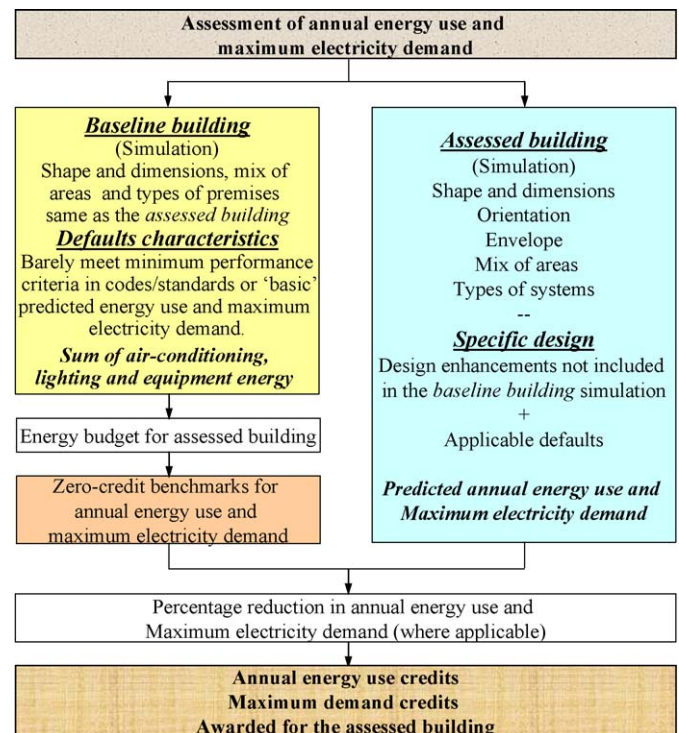 Assessment of annual energy use and
maximum electricity demand
Baseline building
(Simulation)
Shape and dimensions, mix of
areas and types of premises
same as the assessed building
Defaults characteristics
Barely meet minimum performance
criteria in codes/standards or ‘basic’
predicted energy use and maximum
electricity demand.
Sum of air-conditioning,
lighting and equipment energy
Energy budget for assessed building
Zero-credit benchmarks for
annual energy use and
maximum electricity demand
Assessed building
(Simulation)
Shape and dimensions
Orientation
Envelope
Mix of areas
Types of systems
--
Specific design
Design enhancements not included
in the baseline building simulation
+
Applicable defaults
Predicted annual energy use and
Maximum electricity demand
Percentage reduction in annual energy use and
Maximum electricity demand (where applicable)
Annual energy use credits
Maximum demand credits
Awarded for the assessed building